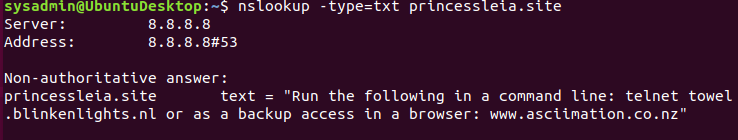 sysadmin@UbuntuDesktop:~$ nslookup -type=txt princessleia.site
Server:         8.8.8.8
Address:        8.8.8.8#53

Non-authoritative answer:
princessleia.site       text = "Run the following in a command line: telnet towel
.blinkenlights.nl or as a backup access in a browser: www.asciimation.co.nz"